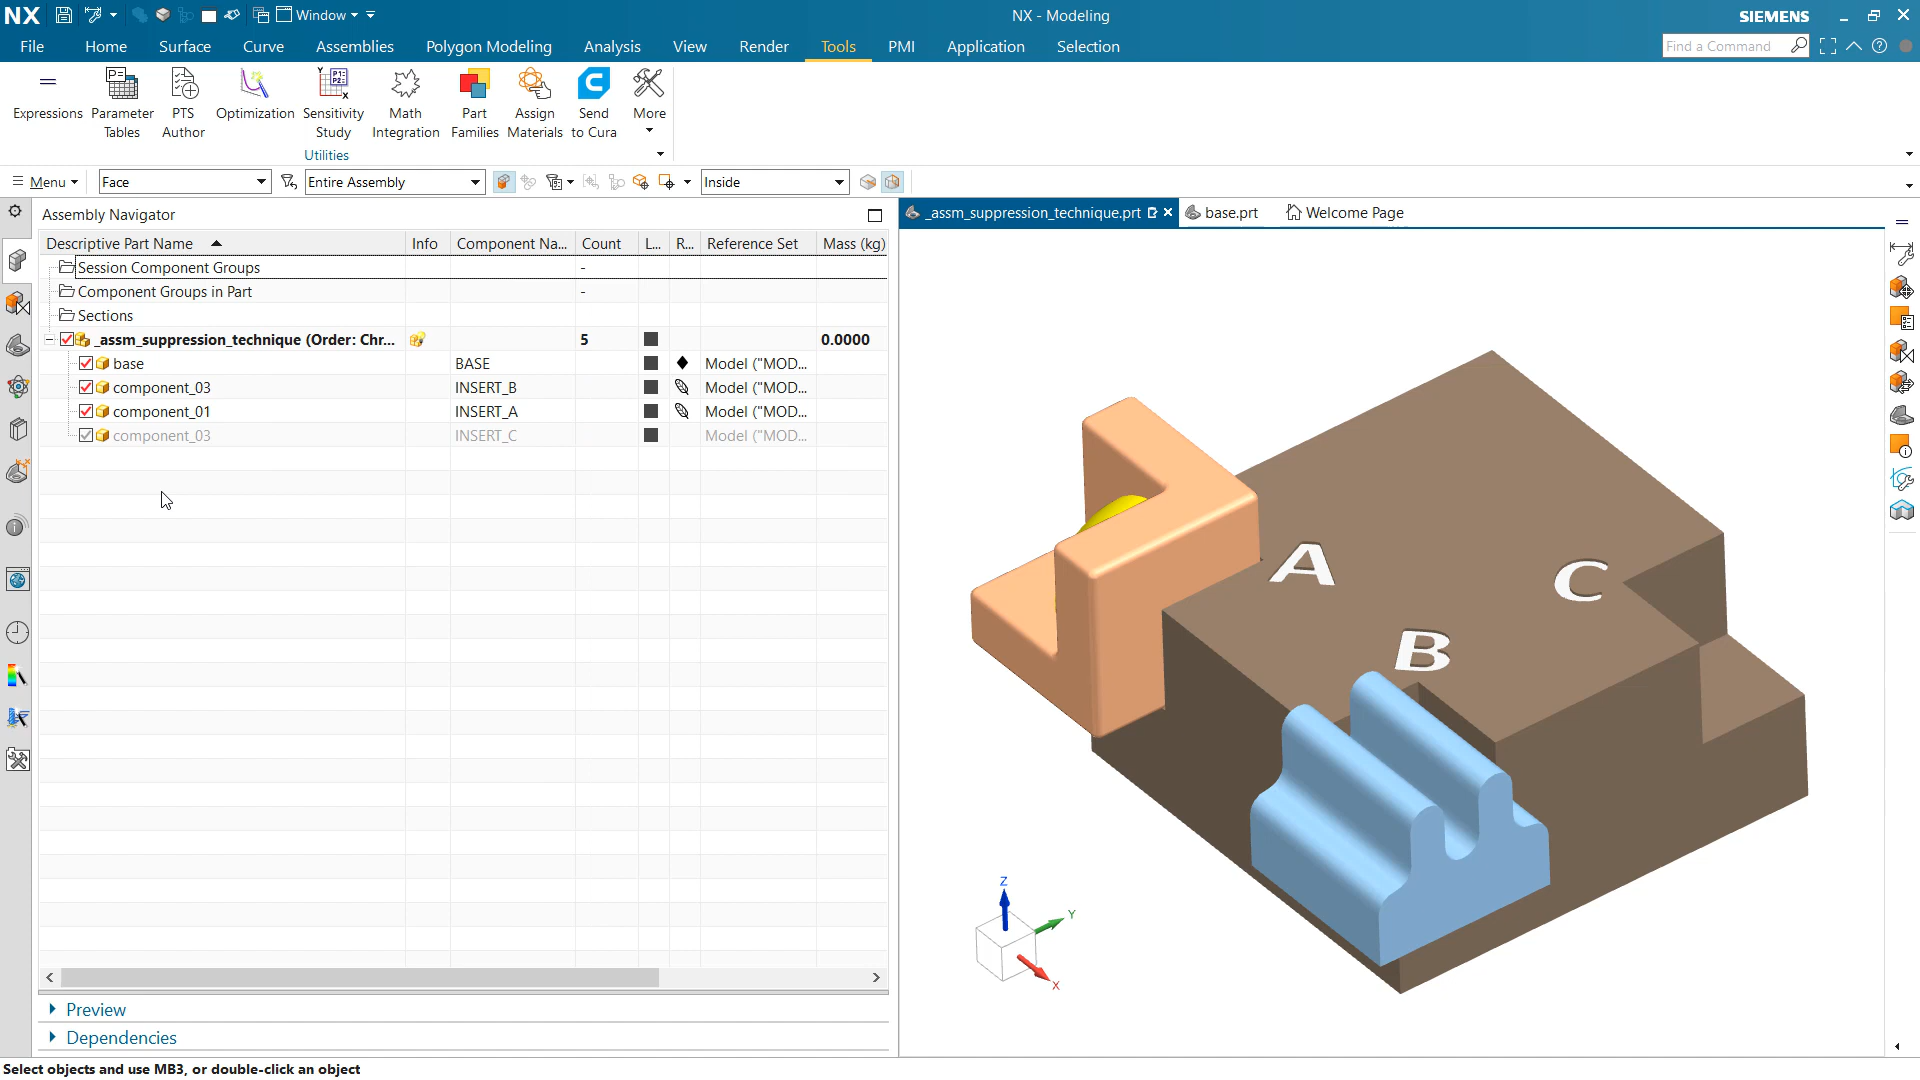 NX
Window
NX - Modeling
SIEMENS
File Home Surface Curve Assemblies Polygon Modeling Analysis View Render Tools PMI Application Selection
Find a Command
Expressions
Parameter Tables
PTS Author
Optimization
Sensitivity Study
Math Integration
Part Families
Assign Materials
Send to Cura
More
Utilities
Menu
Face
Entire Assembly
Inside
Assembly Navigator
_assm_suppression_technique.prt
base.prt
Welcome Page
Descriptive Part Name Info Component Na... Count L... R... Reference Set Mass (kg)
Session Component Groups -
Component Groups in Part -
Sections
_assm_suppression_technique (Order: Chr... 5 0.0000
base BASE Model ("MOD...
component_03 INSERT_B Model ("MOD...
component_01 INSERT_A Model ("MOD...
component_03 INSERT_C Model ("MOD...
A
C
B
Z
Y
X
Preview
Dependencies
Select objects and use MB3, or double-click an object